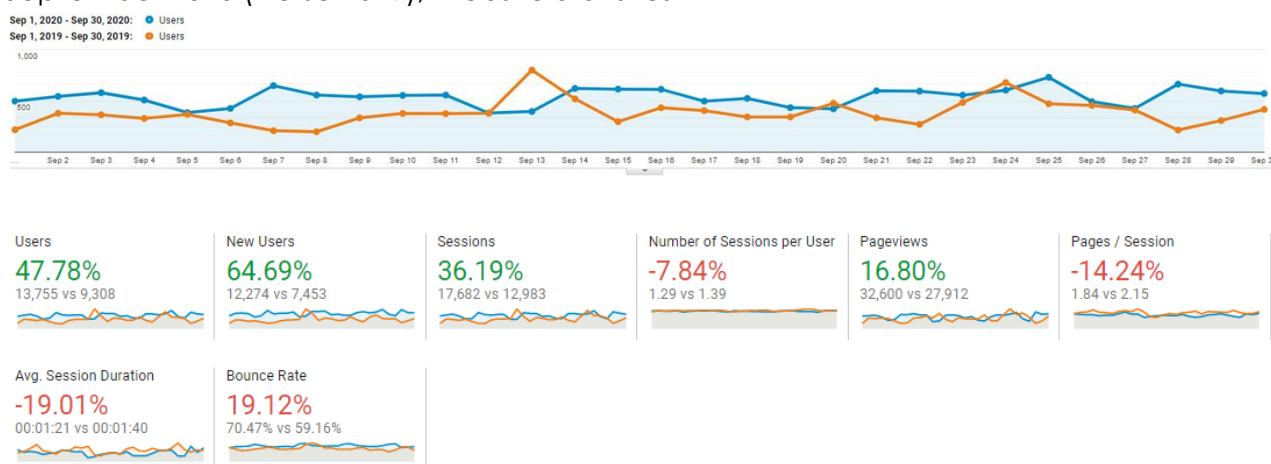 Sep 1, 2020 - Sep 30, 2020: Users
Sep 1, 2019 - Sep 30, 2019: Users
1,000
500
... Sep 2 Sep 3 Sep 4 Sep 5 Sep 6 Sep 7 Sep 8 Sep 9 Sep 10 Sep 11 Sep 12 Sep 13 Sep 14 Sep 15 Sep 16 Sep 17 Sep 18 Sep 19 Sep 20 Sep 21 Sep 22 Sep 23 Sep 24 Sep 25 Sep 26 Sep 27 Sep 28 Sep 29 Sep
Users New Users Sessions Number of Sessions per User Pageviews Pages / Session
47.78% 64.69% 36.19% -7.84% 16.80% -14.24%
13,755 vs 9,308 12,274 vs 7,453 17,682 vs 12,983 1.29 vs 1.39 32,600 vs 27,912 1.84 vs 2.15
Avg. Session Duration Bounce Rate
-19.01% 19.12%
00:01:21 vs 00:01:40 70.47% vs 59.16%